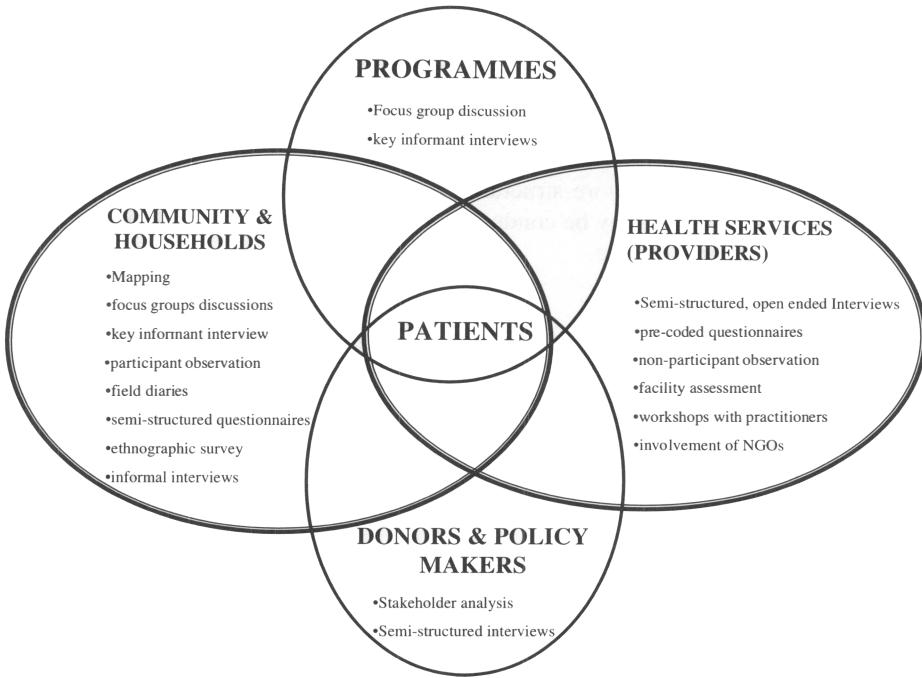 PROGRAMMES
•Focus group discussion
•key informant interviews
COMMUNITY &
HOUSEHOLDS
•Mapping
•focus groups discussions
•key informant interview
•participant observation
•field diaries
•semi-structured questionnaires
•ethnographic survey
•informal interviews
HEALTH SERVICES
(PROVIDERS)
•Semi-structured, open ended Interviews
•pre-coded questionnaires
•non-participant observation
•facility assessment
•workshops with practitioners
•involvement of NGOs
PATIENTS
DONORS & POLICY
MAKERS
•Stakeholder analysis
•Semi-structured interviews